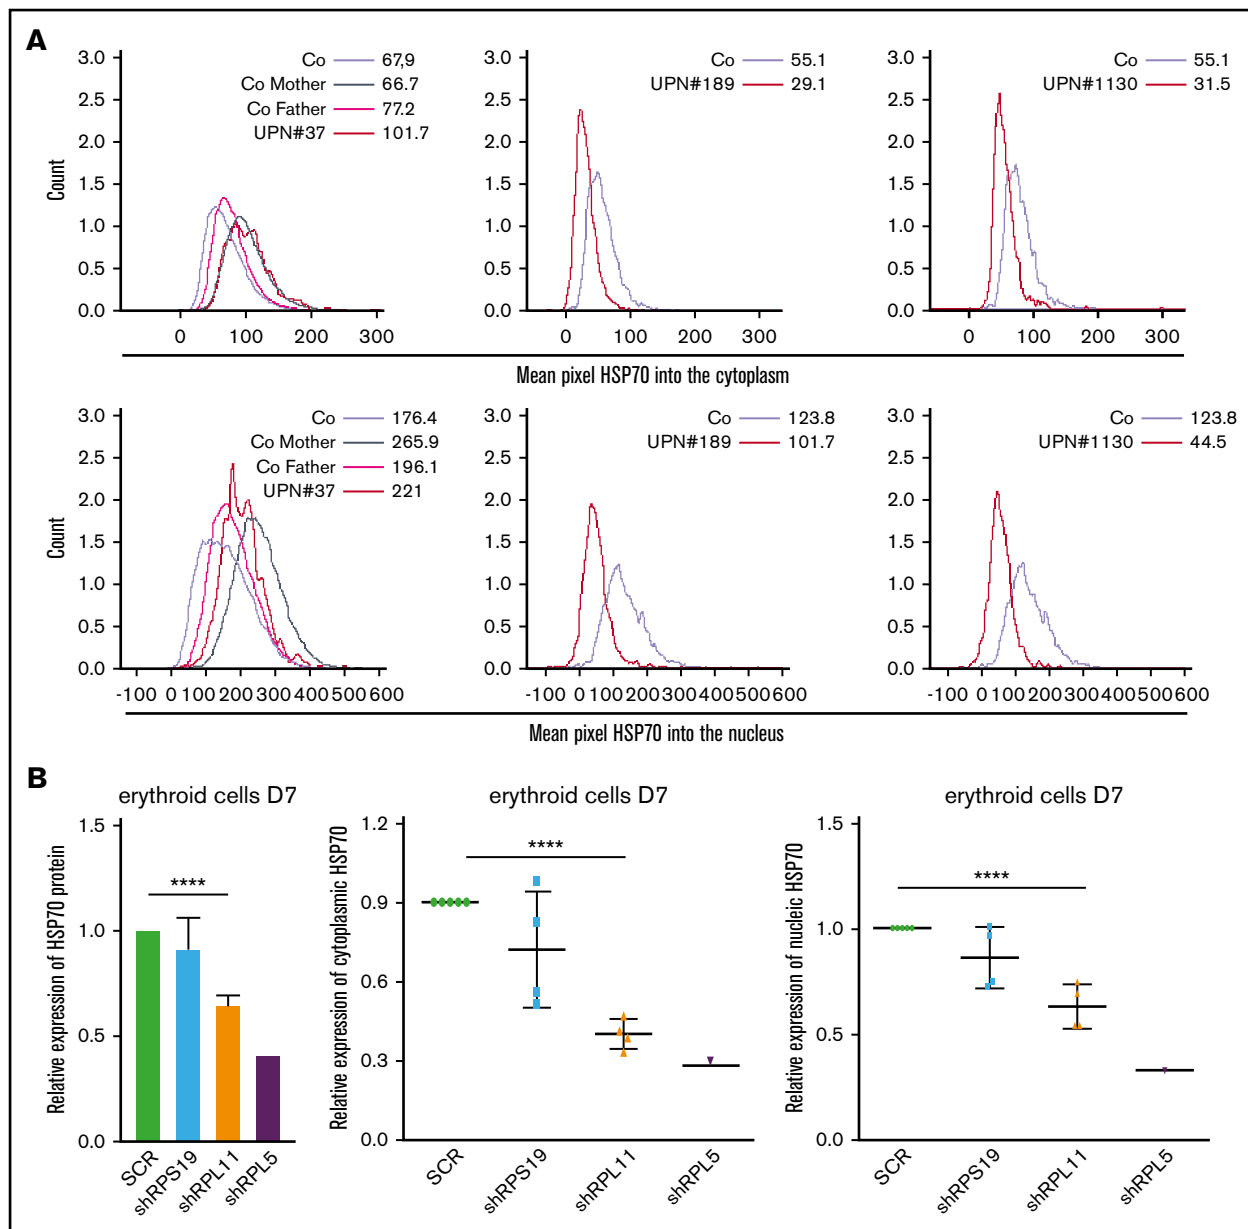 A
3.0
2.5
2.0
1.5
1.0
0.5
0.0
Count
Co 67,9
Co Mother 66.7
Co Father 77.2
UPN#37 101.7
0 100 200 300
3.0
2.5
2.0
1.5
1.0
0.5
0.0
Co 55.1
UPN#189 29.1
0 100 200 300
3.0
2.5
2.0
1.5
1.0
0.5
0.0
Co 55.1
UPN#1130 31.5
0 100 200 300
Mean pixel HSP70 into the cytoplasm
3.0
2.5
2.0
1.5
1.0
0.5
0.0
Count
Co 176.4
Co Mother 265.9
Co Father 196.1
UPN#37 221
-100 0 100 200 300 400 500 600
3.0
2.5
2.0
1.5
1.0
0.5
0.0
Co 123.8
UPN#189 101.7
-100 0 100 200 300 400 500 600
3.0
2.5
2.0
1.5
1.0
0.5
0.0
Co 123.8
UPN#1130 44.5
-100 0 100 200 300 400 500 600
Mean pixel HSP70 into the nucleus
B
erythroid cells D7
Relative expression of HSP70 protein
1.5
1.0
0.5
0.0
****
SCR
shRPS19
shRPL11
shRPL5
erythroid cells D7
Relative expression of cytoplasmic HSP70
1.2
0.9
0.6
0.3
0.0
****
SCR
shRPS19
shRPL11
shRPL5
erythroid cells D7
Relative expression of nucleic HSP70
1.5
1.0
0.5
0.0
****
SCR
shRPS19
shRPL11
shRPL5